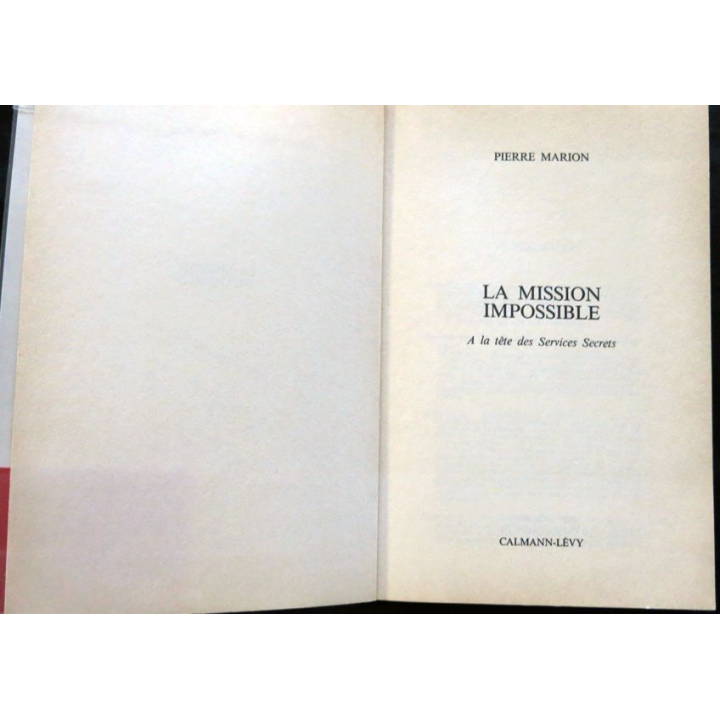 PIERRE MARION
LA MISSION
IMPOSSIBLE
A la tête des Services Secrets
CALMANN-LÉVY